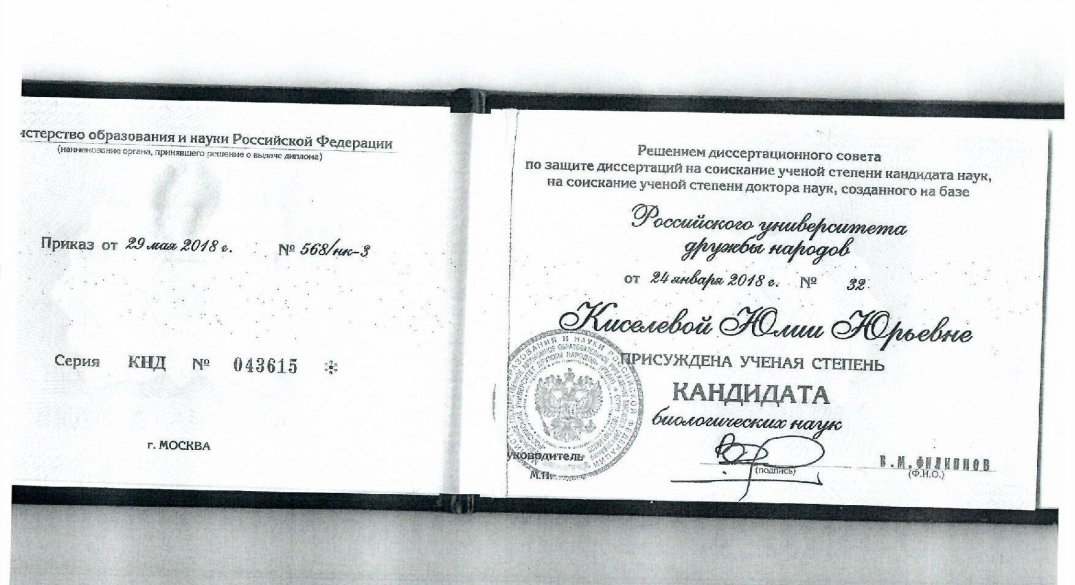 истерство образования и науки Российской Федерации
(наименование органа, принявшего решение о выдаче диплома)
Приказ от 29 мая 2018 г. № 568/нк-3
Серия КНД № 043615
г. МОСКВА
Решением диссертационного совета
по защите диссертаций на соискание ученой степени кандидата наук,
на соискание ученой степени доктора наук, созданного на базе
Российского университета
дружбы народов
от 24 января 2018 г. № 32
Киселевой Юлии Юрьевне
ПРИСУЖДЕНА УЧЕНАЯ СТЕПЕНЬ
КАНДИДАТА
биологических наук
уководитель
(подпись)
В.М.ФИЛИППОВ
(Ф.И.О.)
М.П.